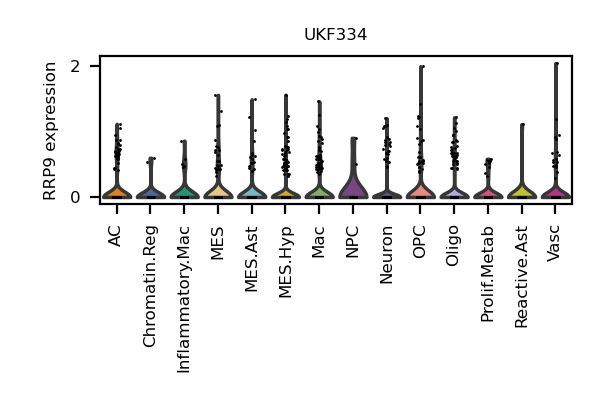 UKF334
RRP9 expression
2
0
AC
Chromatin.Reg
Inflammatory.Mac
MES
MES.Ast
MES.Hyp
Mac
NPC
Neuron
OPC
Oligo
Prolif.Metab
Reactive.Ast
Vasc